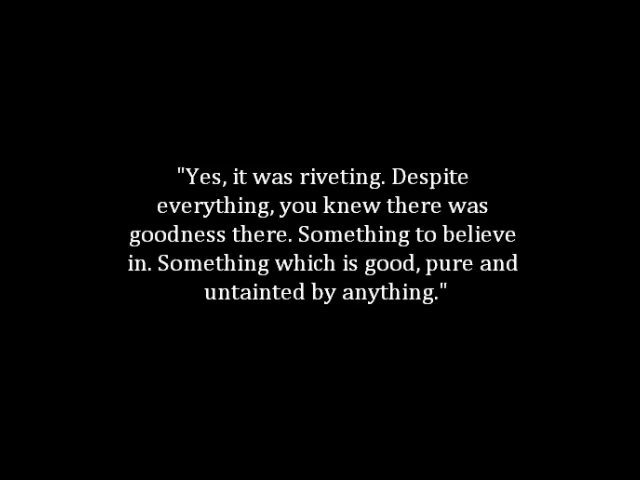 "Yes, it was riveting. Despite
everything, you knew there was
goodness there. Something to believe
in. Something which is good, pure and
untainted by anything."